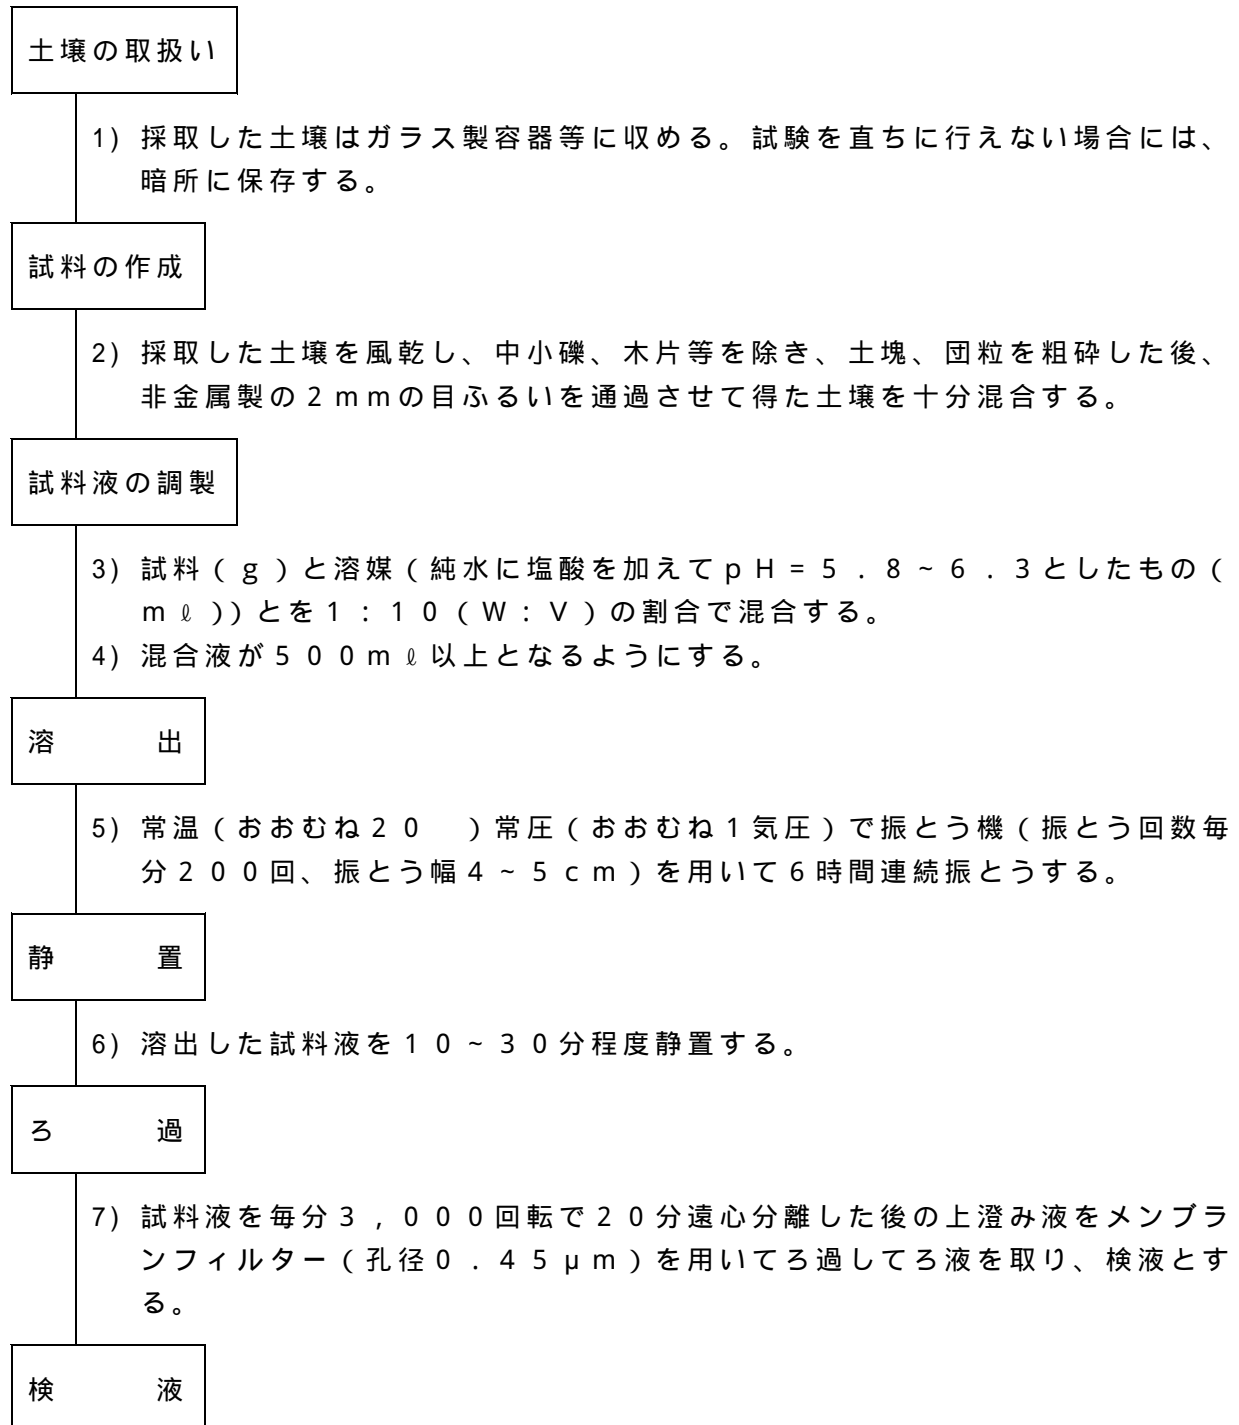 土壌の取扱い
1) 採取した土壌はガラス製容器等に収める。試験を直ちに行えない場合には、
暗所に保存する。
試料の作成
2) 採取した土壌を風乾し、中小礫、木片等を除き、土塊、団粒を粗砕した後、
非金属製の2mmの目ふるいを通過させて得た土壌を十分混合する。
試料液の調製
3) 試料(g)と溶媒(純水に塩酸を加えてpH=5.8~6.3としたもの(
mℓ))とを1:10(W:V)の割合で混合する。
4) 混合液が500mℓ以上となるようにする。
溶　　　出
5) 常温(おおむね20　)常圧(おおむね1気圧)で振とう機(振とう回数毎
分200回、振とう幅4~5cm)を用いて6時間連続振とうする。
静　　　置
6) 溶出した試料液を10~30分程度静置する。
ろ　　　過
7) 試料液を毎分3,000回転で20分遠心分離した後の上澄み液をメンブラ
ンフィルター(孔径0.45μm)を用いてろ過してろ液を取り、検液とす
る。
検　　　液